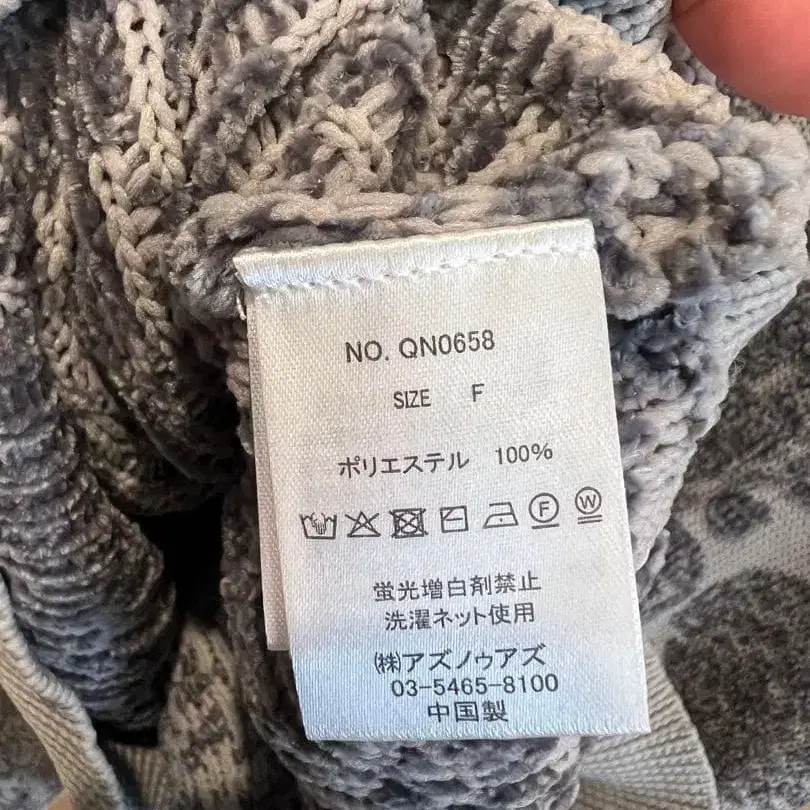 NO. QN0658
SIZE F
ポリエステル 100%
F W
蛍光増白剤禁止
洗濯ネット使用
㈱アズノゥアズ
03-5465-8100
中国製